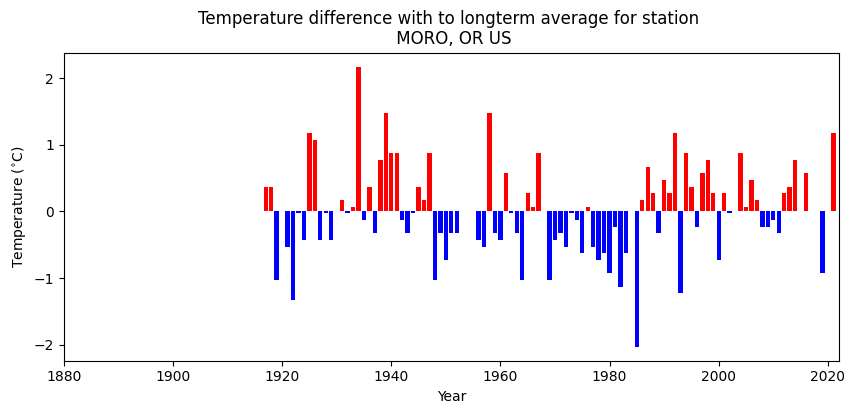 Temperature difference with to longterm average for station
MORO, OR US
Temperature (°C)
2
1
0
−1
−2
1880 1900 1920 1940 1960 1980 2000 2020
Year